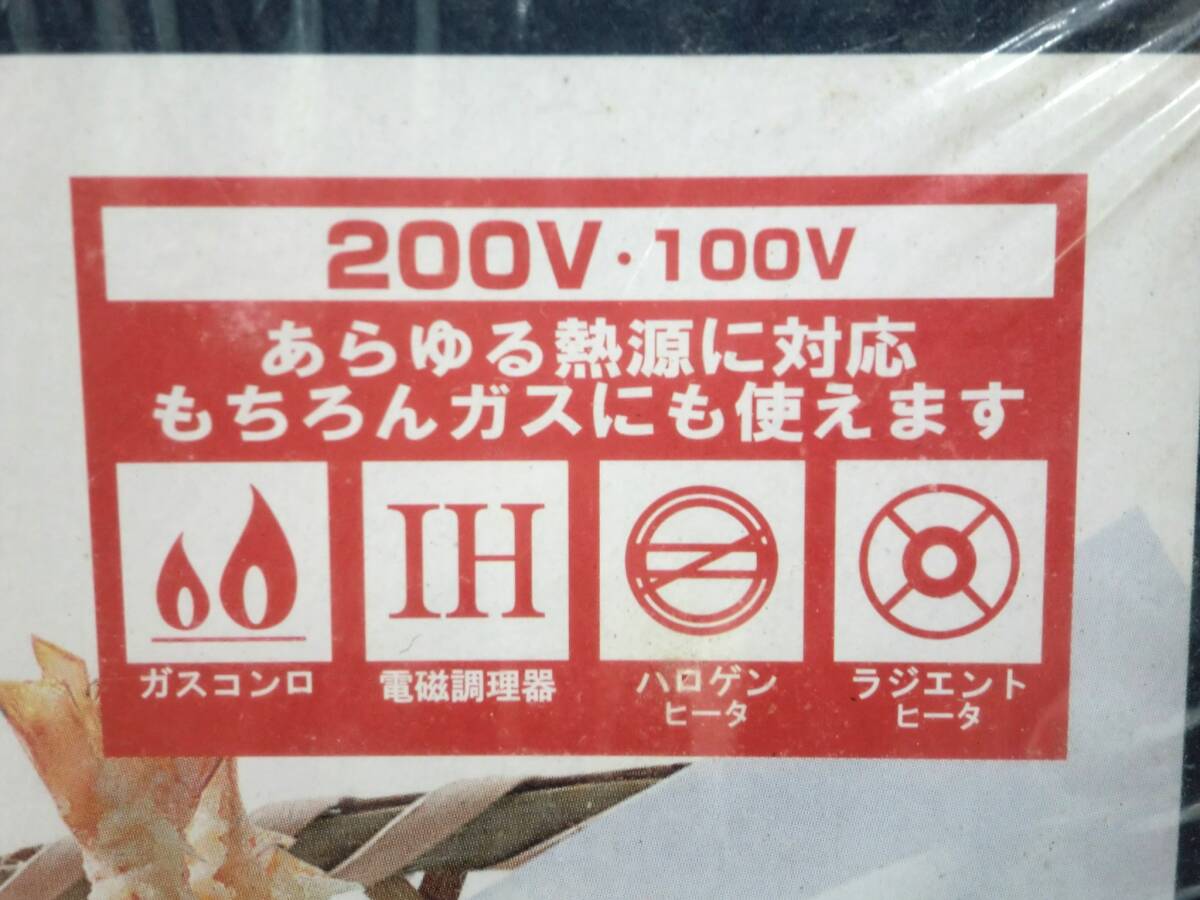 200V・100V
あらゆる熱源に対応
もちろんガスにも使えます
IH
ガスコンロ
電磁調理器
ハロゲン
ヒータ
ラジエント
ヒータ